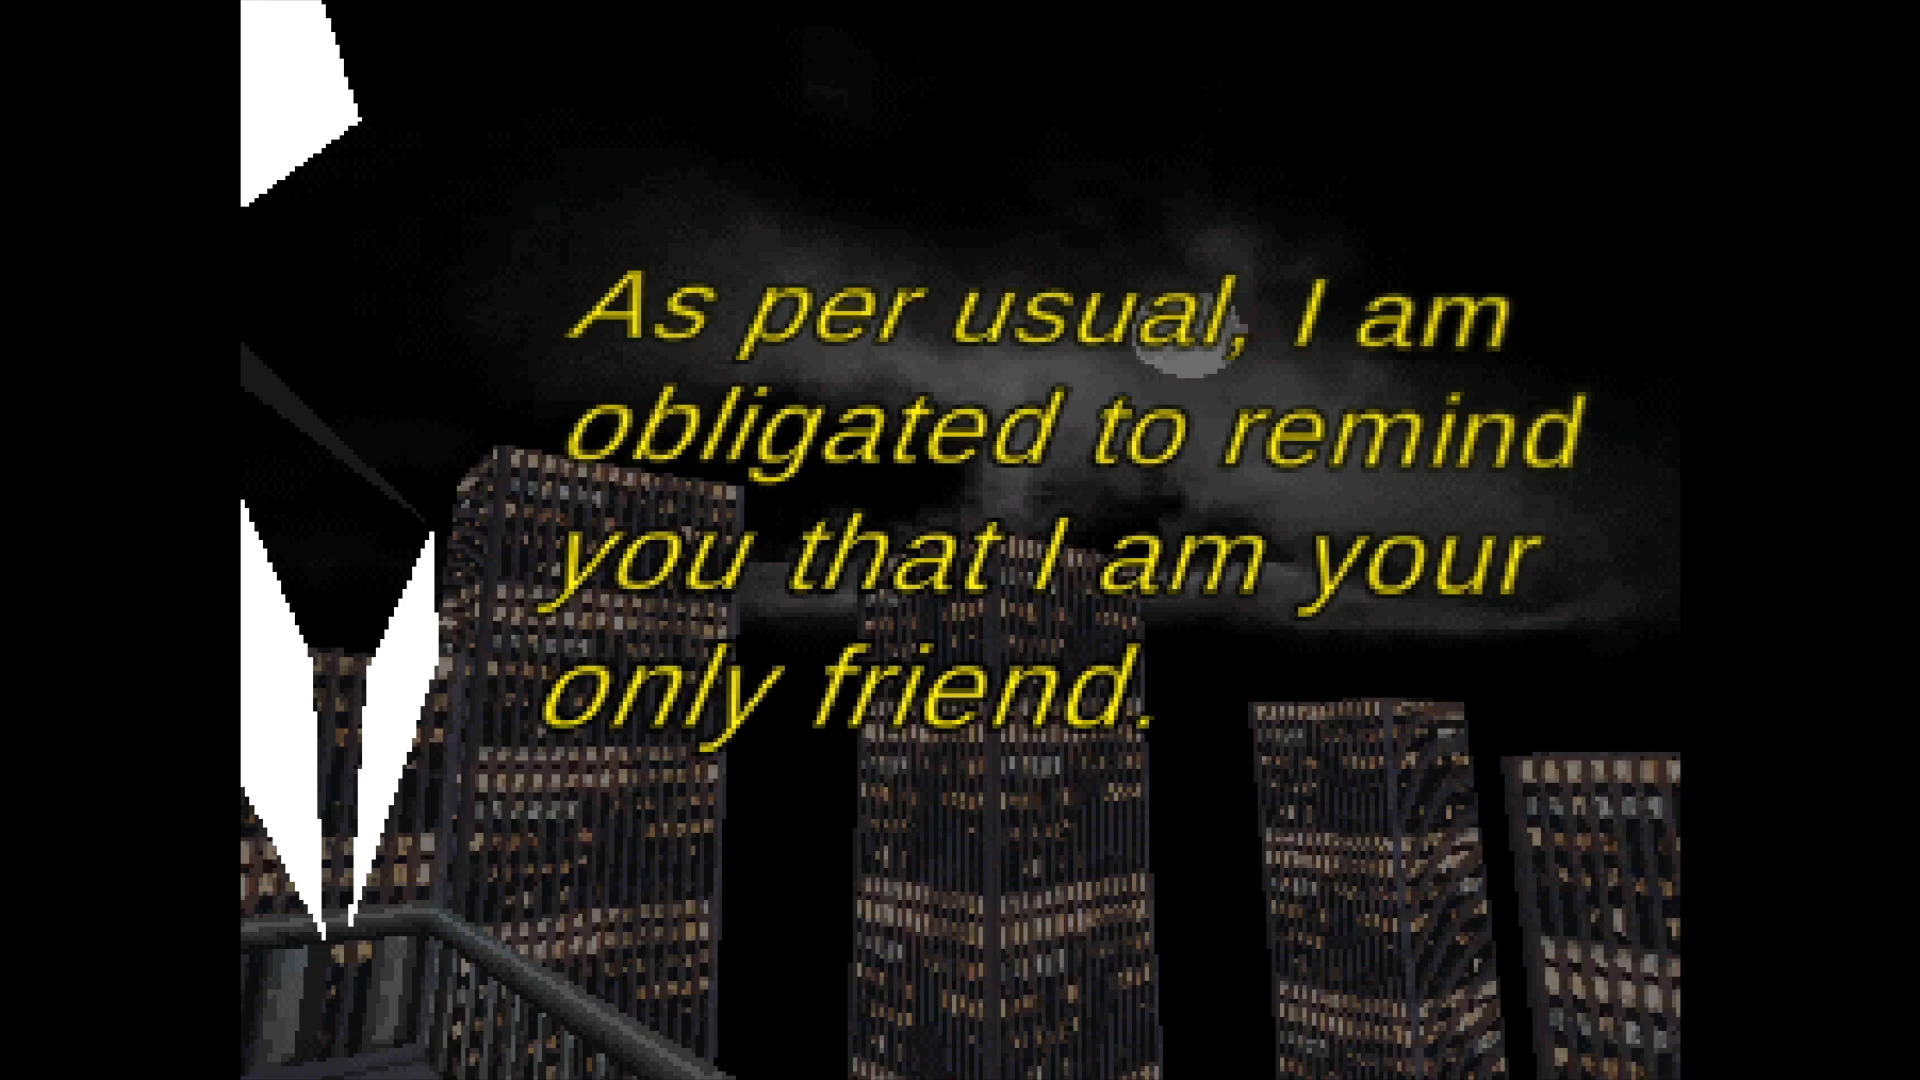 As per usual, I am
obligated to remind
you that I am your
only friend.